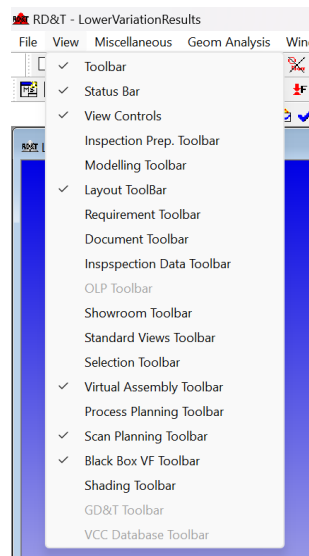 RD&T - LowerVariationResults
File View Miscellaneous Geom Analysis
Toolbar
Status Bar
View Controls
Inspection Prep. Toolbar
Modelling Toolbar
Layout ToolBar
Requirement Toolbar
Document Toolbar
Inspspection Data Toolbar
OLP Toolbar
Showroom Toolbar
Standard Views Toolbar
Selection Toolbar
Virtual Assembly Toolbar
Process Planning Toolbar
Scan Planning Toolbar
Black Box VF Toolbar
Shading Toolbar
GD&T Toolbar
VCC Database Toolbar